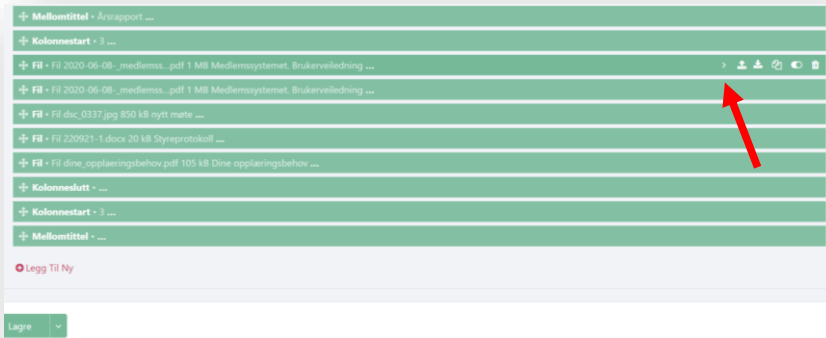 Mellomtittel • Årsrapport ....
Kolonnestart • 3 ....
Fil • Fil 2020-06-08-_medlemss...pdf 1 MB Medlemssystemet. Brukerveiledning ....
Fil • Fil 2020-06-08-_medlemss...pdf 1 MB Medlemssystemet. Brukerveiledning ....
Fil • Fil dsc_0337.jpg 850 kB nytt møte ....
Fil • Fil 220921-1.docx 20 kB Styreprotokoll ....
Fil • Fil dine_opplaeringsbehov.pdf 105 kB Dine opplæringsbehov ....
Kolonneslutt • ....
Kolonnestart • 3 ....
Mellomtittel • ....
Legg Til Ny
Lagre